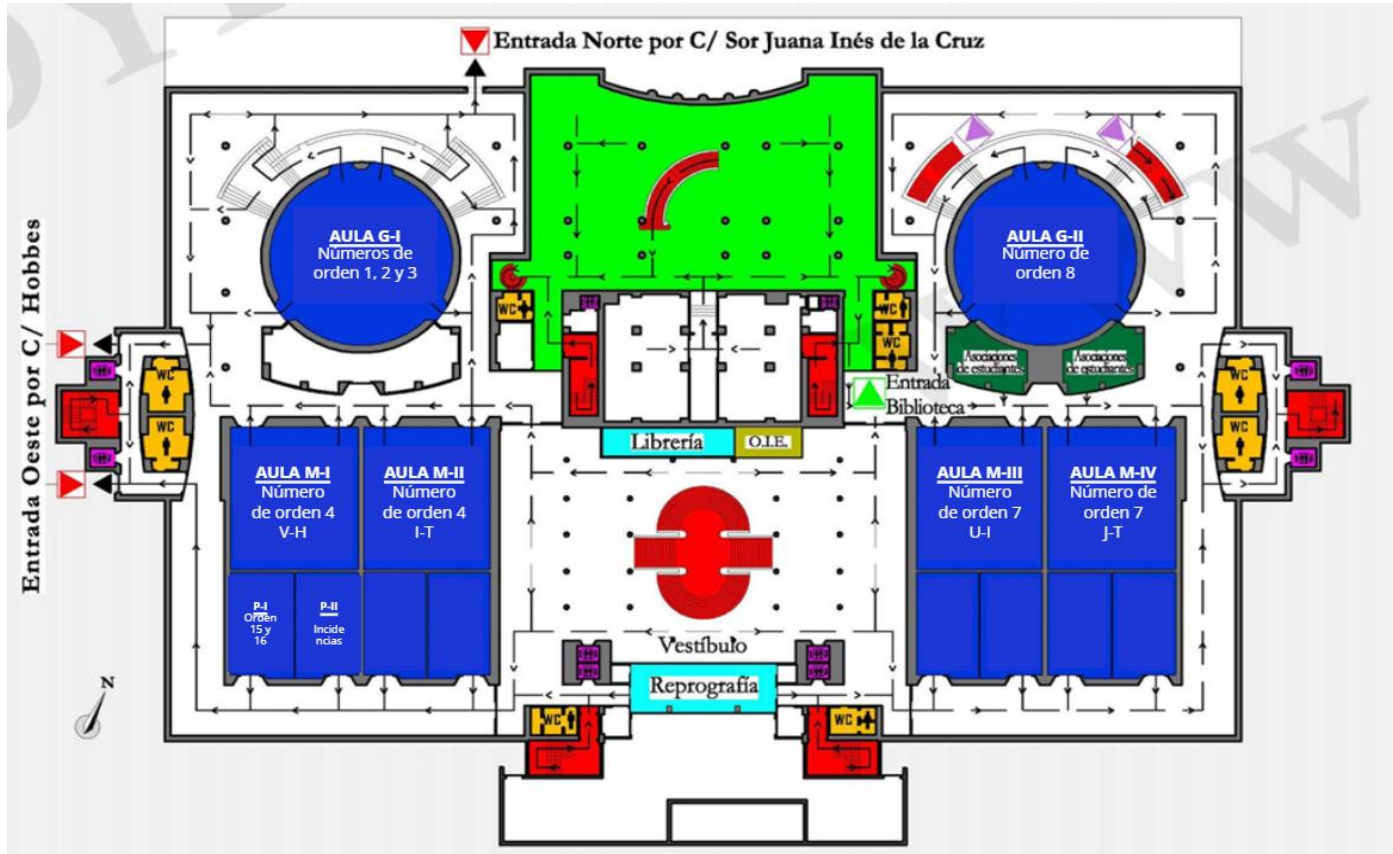 Entrada Norte por C/ Sor Juana Inés de la Cruz
Entrada Oeste por C/ Hobbes
AULA G-I
Números de
orden 1, 2 y 3
AULA G-II
Número de
orden 8
WC
WC
WC
WC
Asociaciones
de estudiantes
Asociaciones
de estudiantes
Entrada
Biblioteca
WC
WC
WC
WC
Librería
O.I.E.
AULA M-I
Número
de orden 4
V-H
AULA M-II
Número
de orden 4
I-T
AULA M-III
Número
de orden 7
U-I
AULA M-IV
Número de
orden 7
J-T
P-I
Orden
15 y
16
P-II
Incide
ncias
Vestíbulo
Reprografía
WC
WC
N